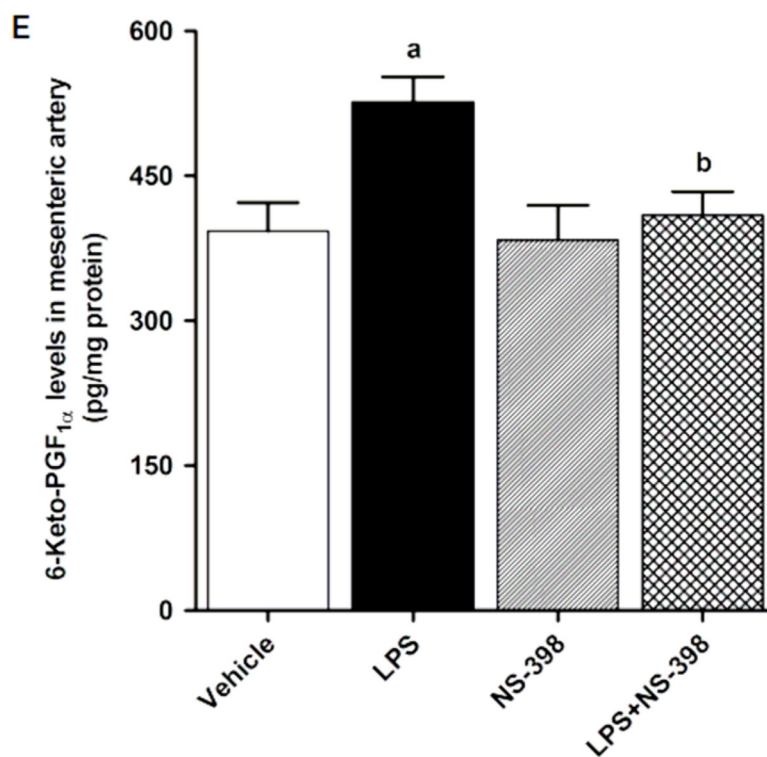 E
6-Keto-PGF1α levels in mesenteric artery
(pg/mg protein)
600
450
300
150
0
a
b
Vehicle
LPS
NS-398
LPS+NS-398